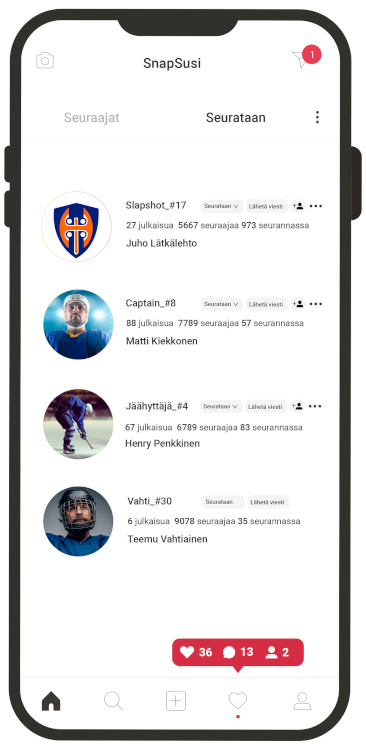 1
SnapSusi
Seuraajat Seurataan
Slapshot_#17 Seurataan Lähetä viesti
27 julkaisua 5667 seuraajaa 973 seurannassa
Juho Lätkälehto
Captain_#8 Seurataan Lähetä viesti
88 julkaisua 7789 seuraajaa 57 seurannassa
Matti Kiekkonen
Jäähyttäjä_#4 Seurataan Lähetä viesti
67 julkaisua 6789 seuraajaa 83 seurannassa
Henry Penkkinen
Vahti_#30 Seurataan Lähetä viesti
6 julkaisua 9078 seuraajaa 35 seurannassa
Teemu Vahtiainen
36 13 2